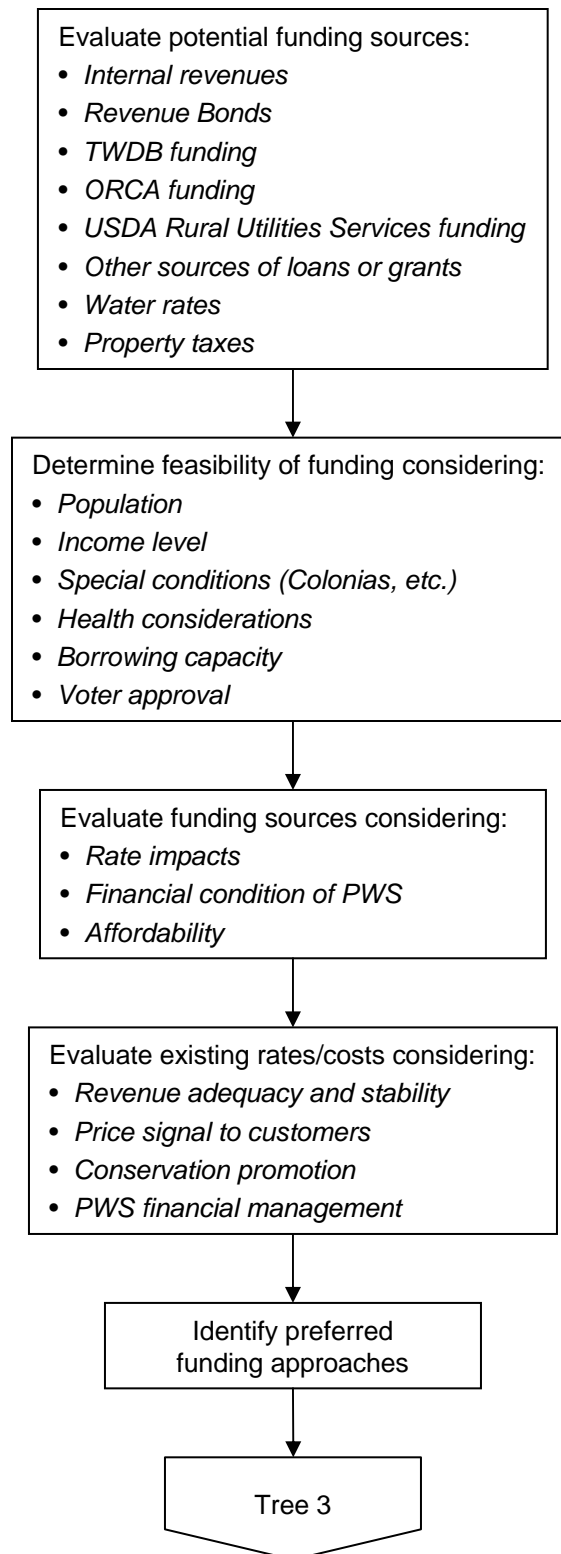 Evaluate potential funding sources:
• Internal revenues
• Revenue Bonds
• TWDB funding
• ORCA funding
• USDA Rural Utilities Services funding
• Other sources of loans or grants
• Water rates
• Property taxes
Determine feasibility of funding considering:
• Population
• Income level
• Special conditions (Colonias, etc.)
• Health considerations
• Borrowing capacity
• Voter approval
Evaluate funding sources considering:
• Rate impacts
• Financial condition of PWS
• Affordability
Evaluate existing rates/costs considering:
• Revenue adequacy and stability
• Price signal to customers
• Conservation promotion
• PWS financial management
Identify preferred
funding approaches
Tree 3